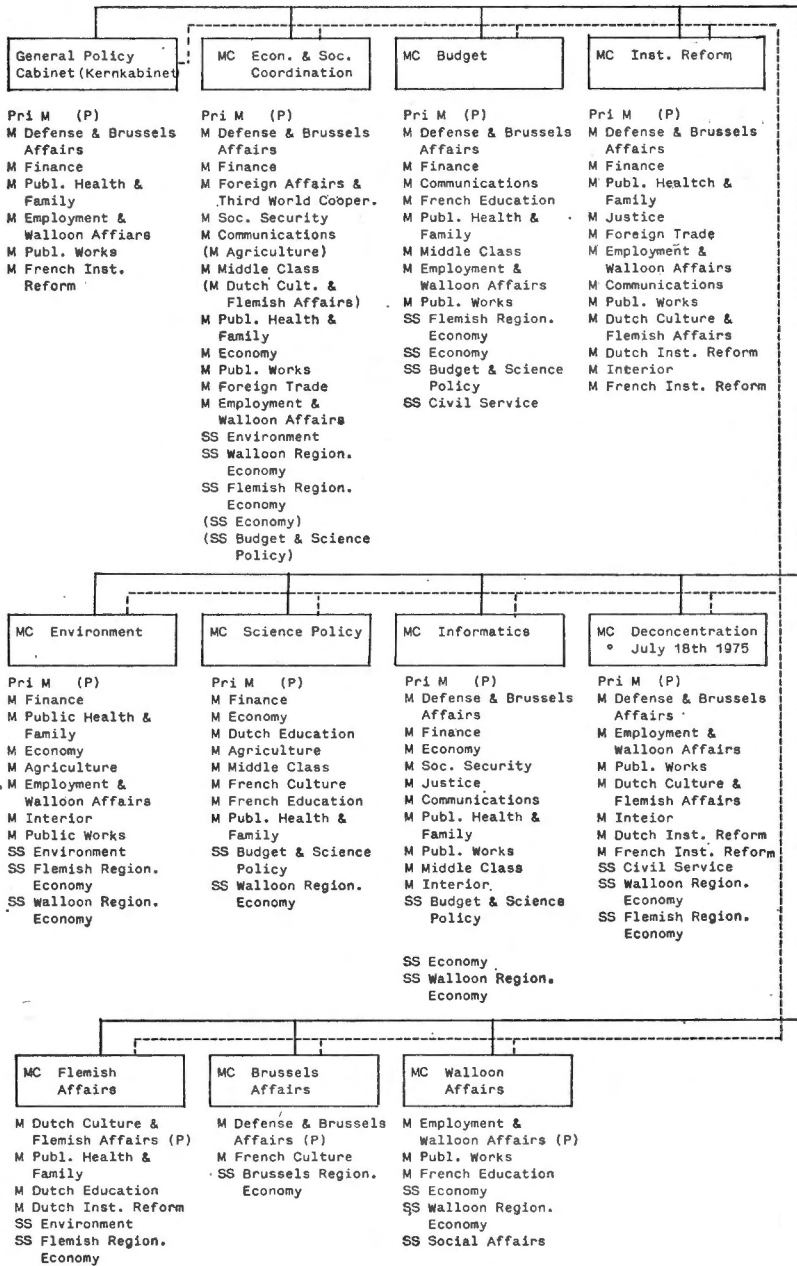 General Policy
Cabinet (Kernkabinet)
Pri M (P)
M Defense & Brussels
Affairs
M Finance
M Publ. Health &
Family
M Employment &
Walloon Affiars
M Publ. Works
M French Inst.
Reform
MC Econ. & Soc.
Coordination
Pri M (P)
M Defense & Brussels
Affairs
M Finance
M Foreign Affairs &
Third World Cooper.
M Soc. Security
M Communications
(M Agriculture)
M Middle Class
(M Dutch Cult. &
Flemish Affairs)
M Publ. Health &
Family
M Economy
M Publ. Works
M Foreign Trade
M Employment &
Walloon Affairs
SS Environment
SS Walloon Region.
Economy
SS Flemish Region.
Economy
(SS Economy)
(SS Budget & Science
Policy)
MC Budget
Pri M (P)
M Defense & Brussels
Affairs
M Finance
M Communications
M French Education
M Publ. Health &
Family
M Middle Class
M Employment &
Walloon Affairs
M Publ. Works
SS Flemish Region.
Economy
SS Economy
SS Budget & Science
Policy
SS Civil Service
MC Inst. Reform
Pri M (P)
M Defense & Brussels
Affairs
M Finance
M Publ. Healtch &
Family
M Justice
M Foreign Trade
M Employment &
Walloon Affairs
M Communications
M Publ. Works
M Dutch Culture &
Flemish Affairs
M Dutch Inst. Reform
M Interior
M French Inst. Reform
MC Environment
Pri M (P)
M Finance
M Public Health &
Family
M Economy
M Agriculture
M Employment &
Walloon Affairs
M Interior
M Public Works
SS Environment
SS Flemish Region.
Economy
SS Walloon Region.
Economy
MC Science Policy
Pri M (P)
M Finance
M Economy
M Dutch Education
M Agriculture
M Middle Class
M French Culture
M French Education
M Publ. Health &
Family
SS Budget & Science
Policy
SS Walloon Region.
Economy
MC Informatics
Pri M (P)
M Defense & Brussels
Affairs
M Finance
M Economy
M Soc. Security
M Justice
M Communications
M Publ. Health &
Family
M Publ. Works
M Middle Class
M Interior
SS Budget & Science
Policy
SS Economy
SS Walloon Region.
Economy
MC Deconcentration
° July 18th 1975
Pri M (P)
M Defense & Brussels
Affairs
M Employment &
Walloon Affairs
M Publ. Works
M Dutch Culture &
Flemish Affairs
M Inteior
M Dutch Inst. Reform
M French Inst. Reform
SS Civil Service
SS Walloon Region.
Economy
SS Flemish Region.
Economy
MC Flemish
Affairs
M Dutch Culture &
Flemish Affairs (P)
M Publ. Health &
Family
M Dutch Education
M Dutch Inst. Reform
SS Environment
SS Flemish Region.
Economy
MC Brussels
Affairs
M Defense & Brussels
Affairs (P)
M French Culture
SS Brussels Region.
Economy
MC Walloon
Affairs
M Employment &
Walloon Affairs (P)
M Publ. Works
M French Education
SS Economy
SS Walloon Region.
Economy
SS Social Affairs